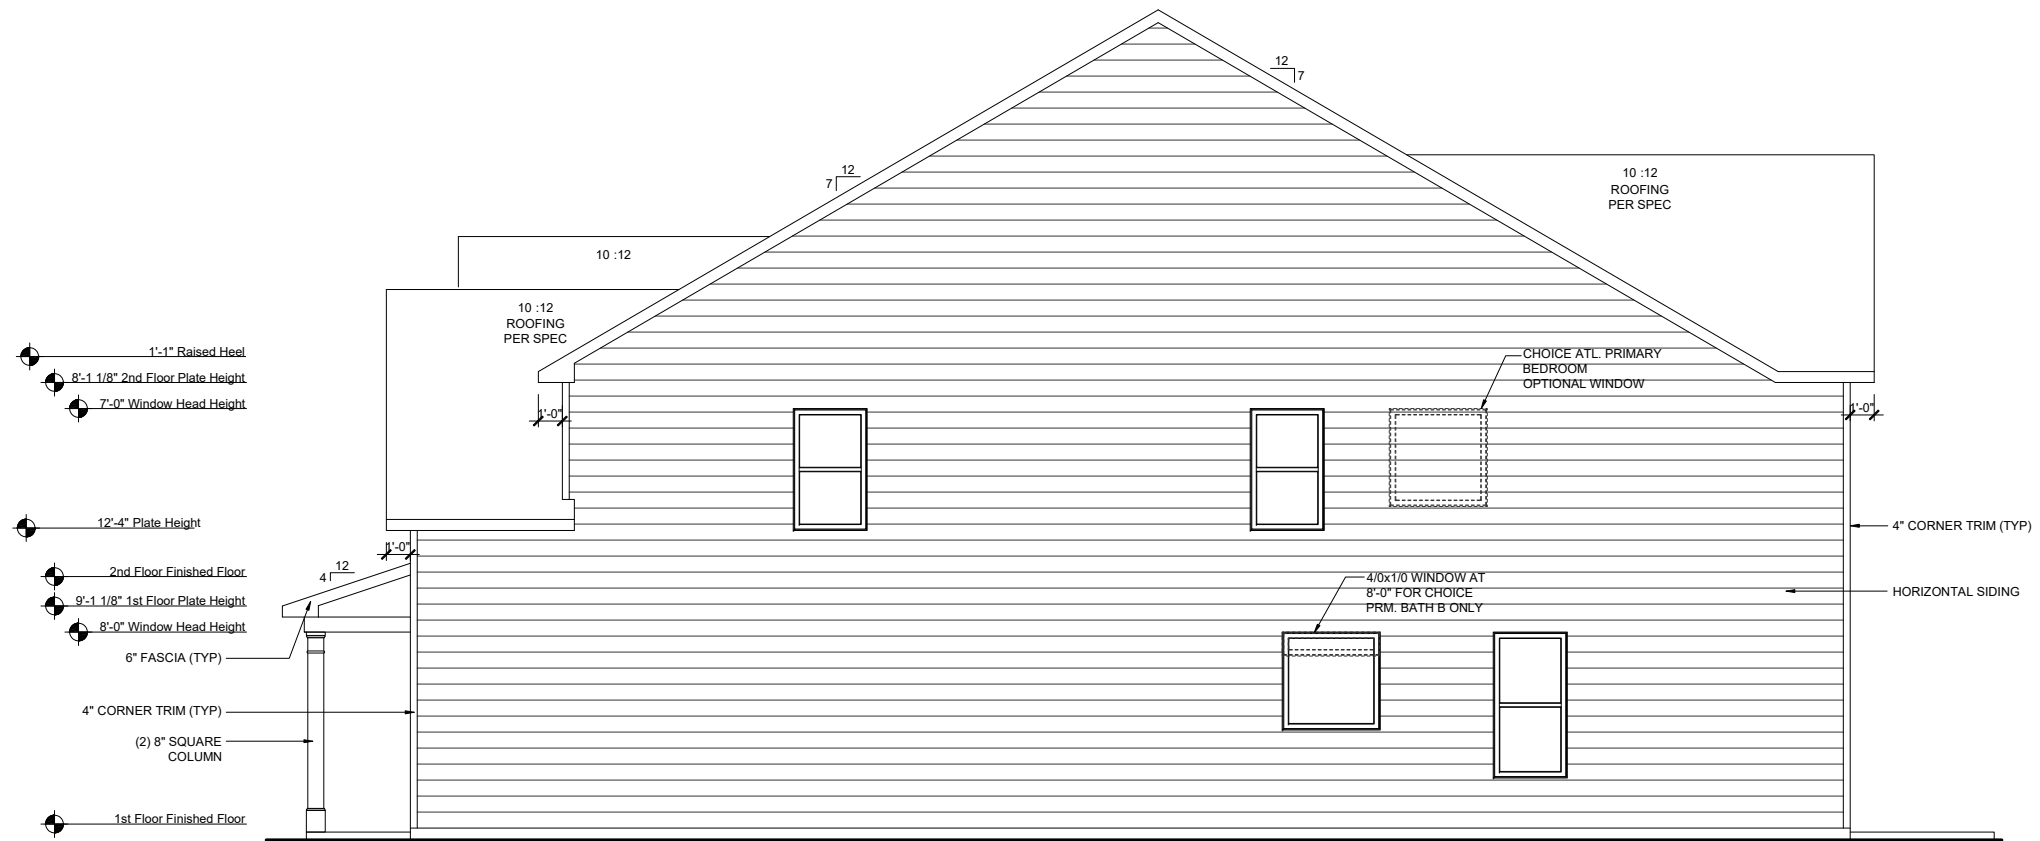 12
7
12
7
10 :12
ROOFING
PER SPEC
10 :12
10 :12
ROOFING
PER SPEC
1'-1" Raised Heel
8'-1 1/8" 2nd Floor Plate Height
7'-0" Window Head Height
CHOICE ATL. PRIMARY
BEDROOM
OPTIONAL WINDOW
1'-0"
1'-0"
12'-4" Plate Height
4" CORNER TRIM (TYP)
1'-0"
12
4
2nd Floor Finished Floor
9'-1 1/8" 1st Floor Plate Height
8'-0" Window Head Height
4/0x1/0 WINDOW AT
8'-0" FOR CHOICE
PRM. BATH B ONLY
HORIZONTAL SIDING
6" FASCIA (TYP)
4" CORNER TRIM (TYP)
(2) 8" SQUARE
COLUMN
1st Floor Finished Floor